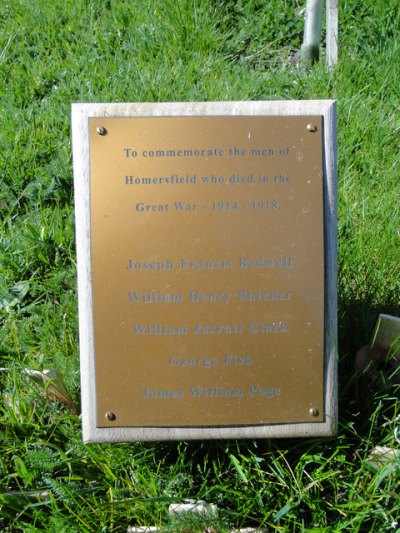 To commemorate the men of
Homersfield who died in the
Great War - 1914 - 1918.
Joseph Francis Bedwell
William Henry Butcher
William Jarrall Clark
George Fisk
James William Page